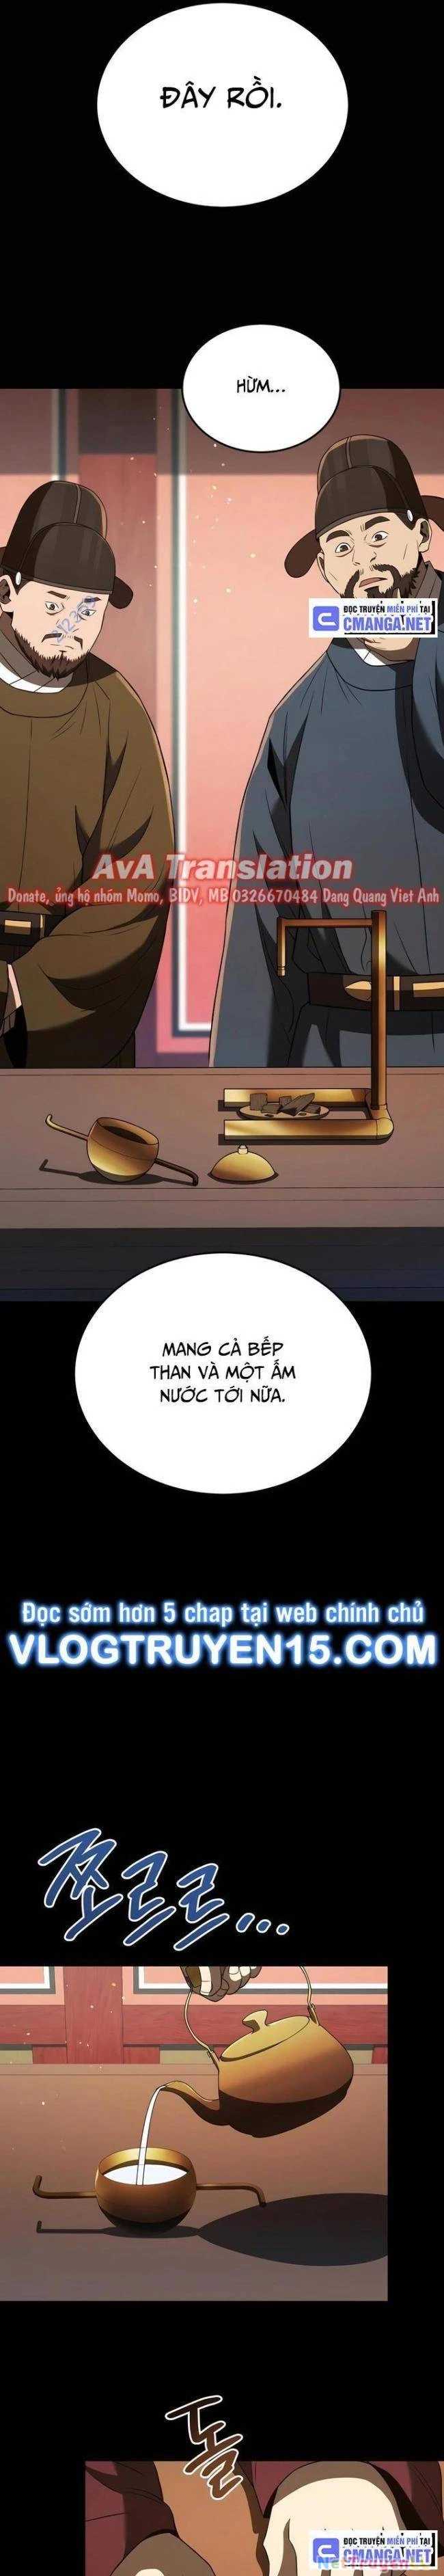 ĐÂY RỒI.
HỪM...
ĐỌC TRUYỆN MIỄN PHÍ TẠI
CMANGA.NET
AvA Translation
Donate, ủng hộ nhóm Momo, BIDV, MB 0326670484 Dang Quang Viet Anh
MANG CẢ BẾP
THAN VÀ MỘT ẤM
NƯỚC TỚI NỮA.
Đọc sớm hơn 5 chap tại web chính chủ
VLOGTRUYEN15.COM
쪼르르...
돌
ĐỌC TRUYỆN MIỄN PHÍ TẠI
CMANGA.NET